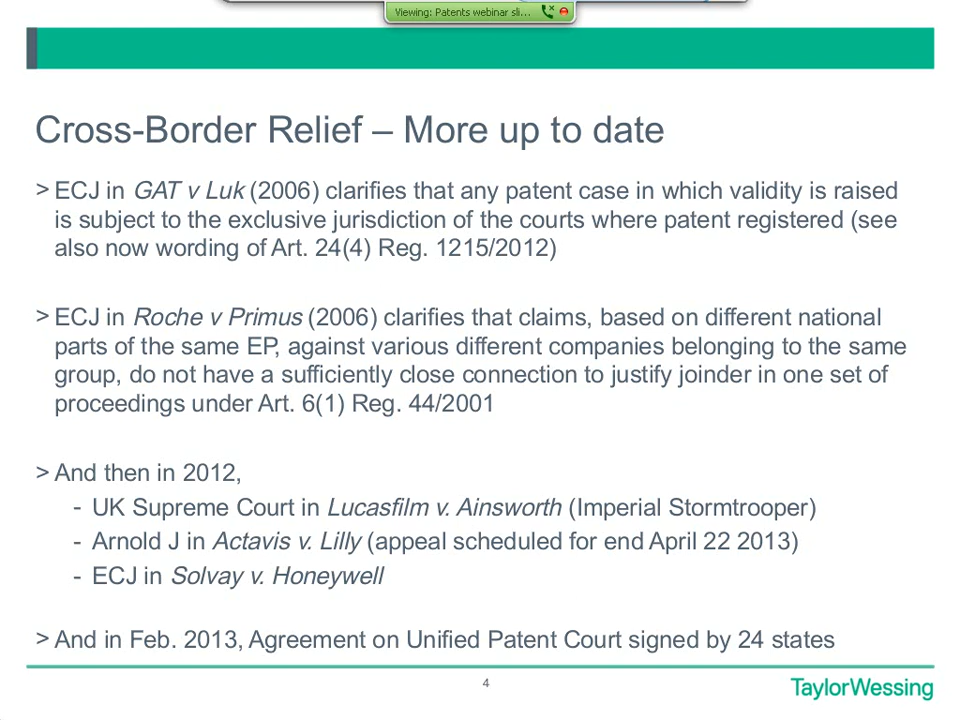 Viewing: Patents webinar sli...
Cross-Border Relief – More up to date
> ECJ in GAT v Luk (2006) clarifies that any patent case in which validity is raised
is subject to the exclusive jurisdiction of the courts where patent registered (see
also now wording of Art. 24(4) Reg. 1215/2012)
> ECJ in Roche v Primus (2006) clarifies that claims, based on different national
parts of the same EP, against various different companies belonging to the same
group, do not have a sufficiently close connection to justify joinder in one set of
proceedings under Art. 6(1) Reg. 44/2001
> And then in 2012,
- UK Supreme Court in Lucasfilm v. Ainsworth (Imperial Stormtrooper)
- Arnold J in Actavis v. Lilly (appeal scheduled for end April 22 2013)
- ECJ in Solvay v. Honeywell
> And in Feb. 2013, Agreement on Unified Patent Court signed by 24 states
4
TaylorWessing